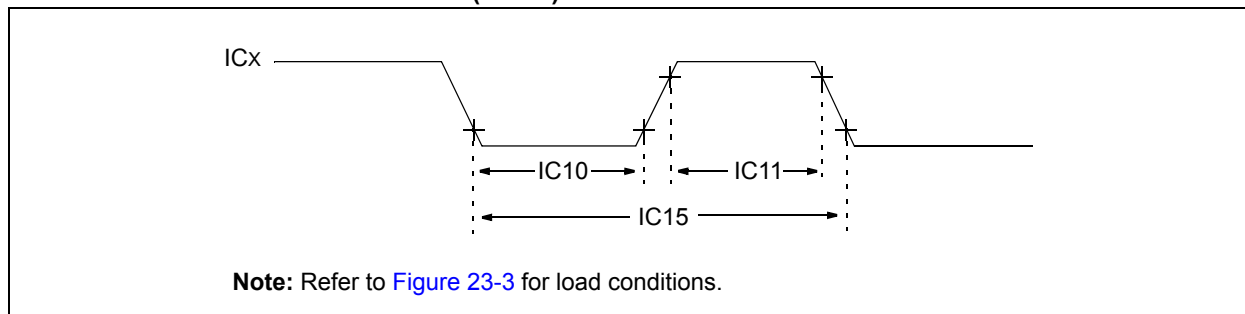 ICx
IC10
IC11
IC15
Note: Refer to Figure 23-3 for load conditions.